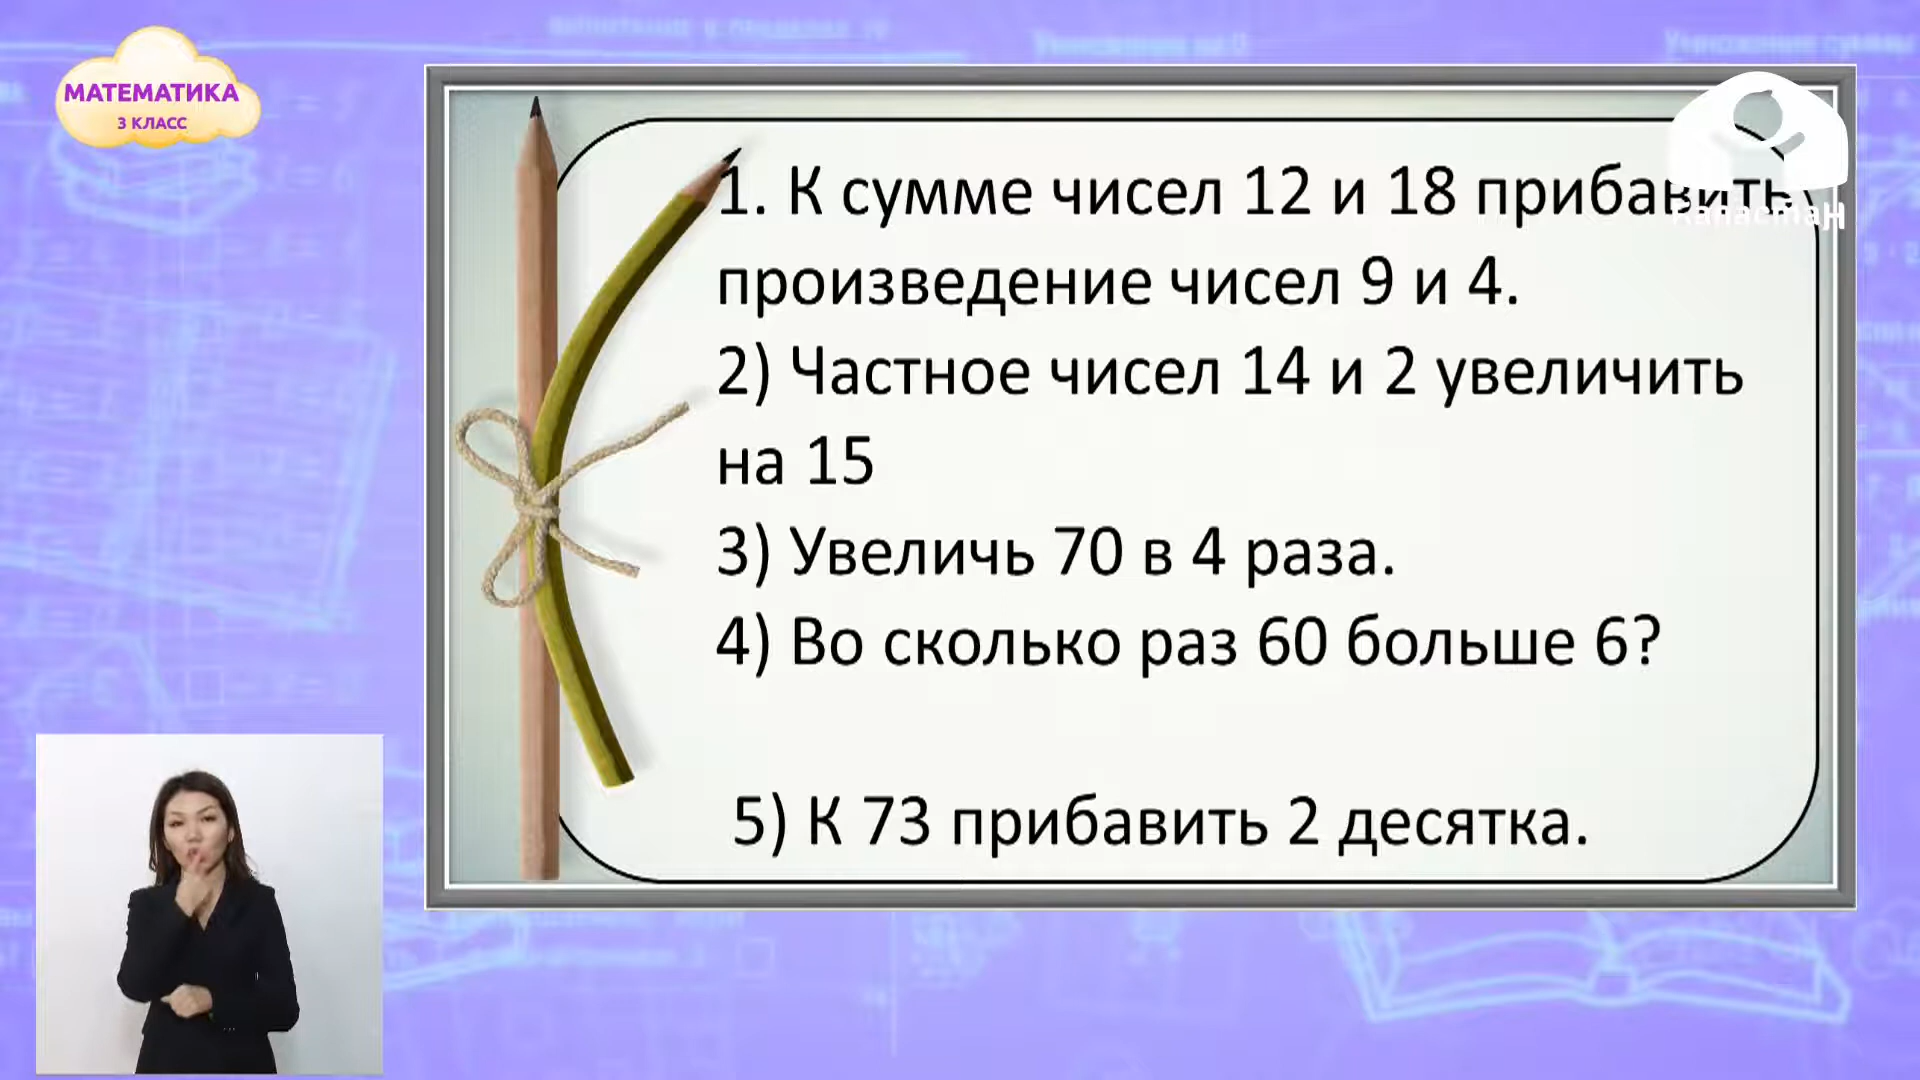 МАТЕМАТИКА
3 КЛАСС
1. К сумме чисел 12 и 18 прибавить
произведение чисел 9 и 4.
2) Частное чисел 14 и 2 увеличить
на 15
3) Увеличь 70 в 4 раза.
4) Во сколько раз 60 больше 6?
5) К 73 прибавить 2 десятка.